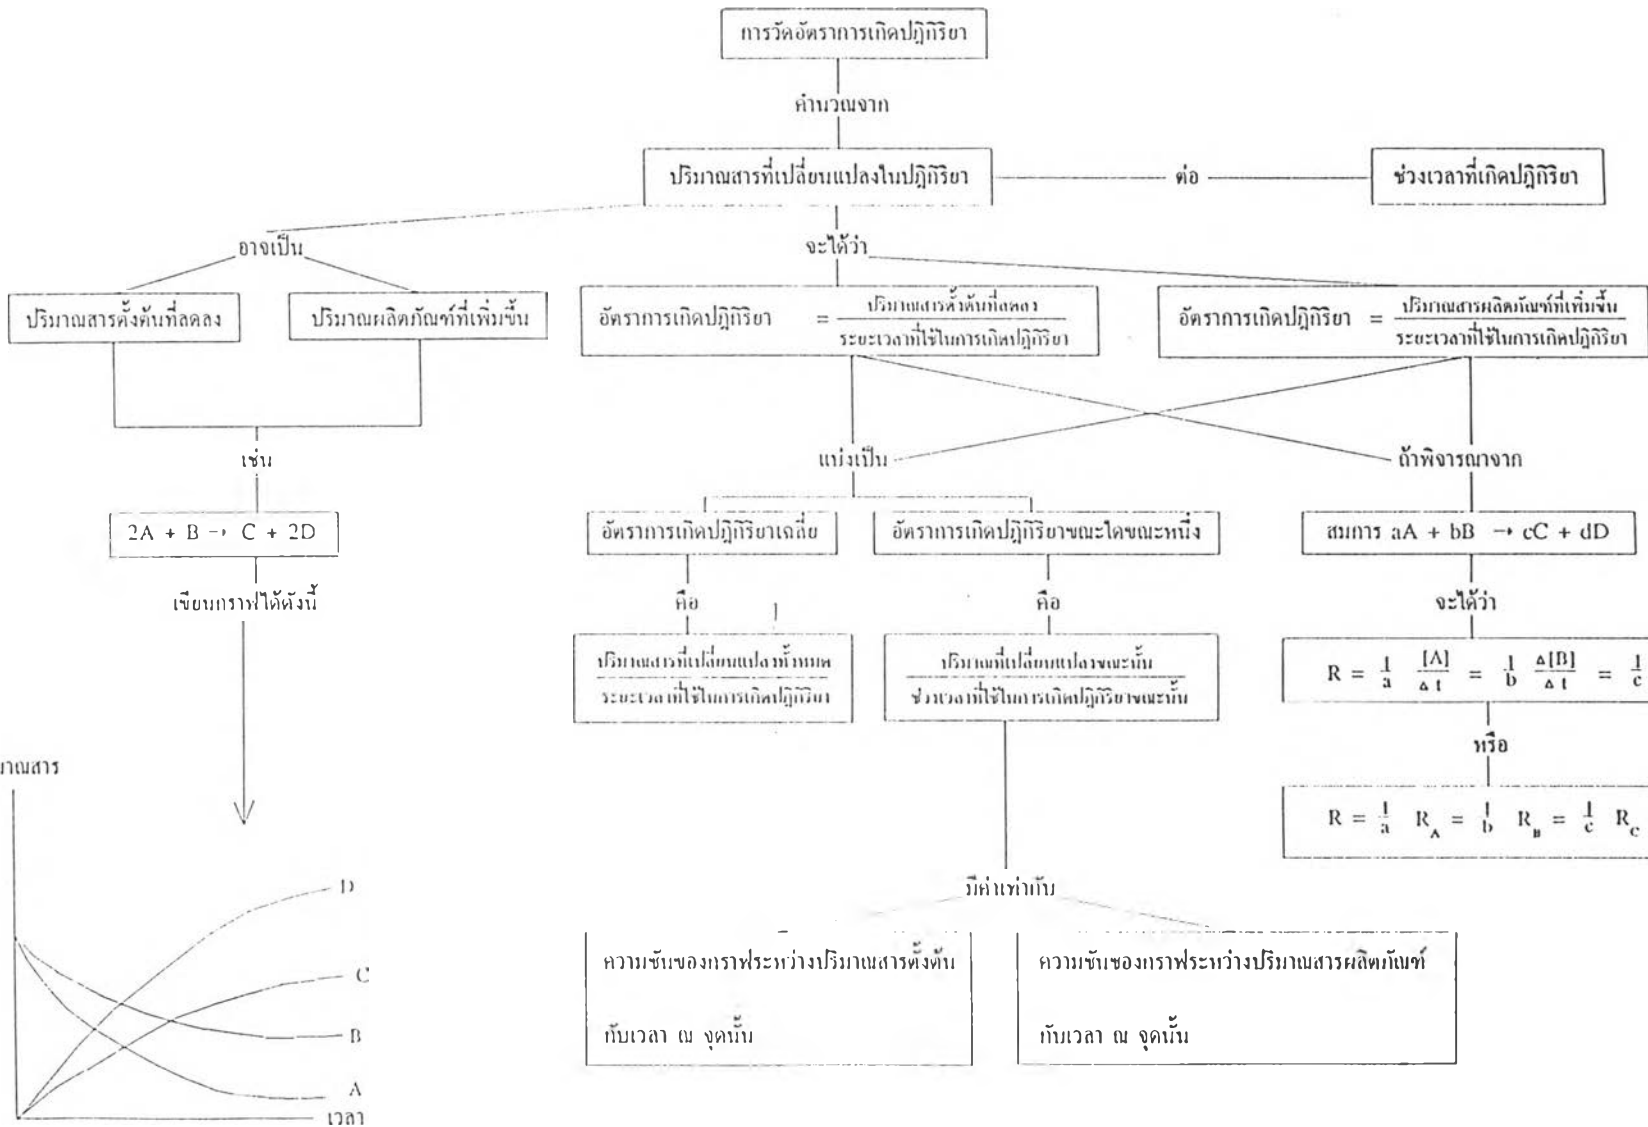 การวัดอัตราการเกิดปฏิกิริยา
คำนวณจาก
ปริมาณสารที่เปลี่ยนแปลงในปฏิกิริยา
ต่อ
ช่วงเวลาที่เกิดปฏิกิริยา
อาจเป็น
จะได้ว่า
ปริมาณสารตั้งต้นที่ลดลง
ปริมาณผลิตภัณฑ์ที่เพิ่มขึ้น
อัตราการเกิดปฏิกิริยา = ปริมาณสารตั้งต้นที่ลดลง
ระยะเวลาที่ใช้ในการเกิดปฏิกิริยา
อัตราการเกิดปฏิกิริยา = ปริมาณสารผลิตภัณฑ์ที่เพิ่มขึ้น
ระยะเวลาที่ใช้ในการเกิดปฏิกิริยา
เช่น
แบ่งเป็น
ถ้าพิจารณาจาก
2A + B → C + 2D
อัตราการเกิดปฏิกิริยาเฉลี่ย
อัตราการเกิดปฏิกิริยาขณะใดขณะหนึ่ง
สมการ aA + bB → cC + dD
เขียนกราฟได้ดังนี้
คือ
คือ
จะได้ว่า
ปริมาณสารที่เปลี่ยนแปลงทั้งหมด
ระยะเวลาที่ใช้ในการเกิดปฏิกิริยา
ปริมาณที่เปลี่ยนแปลงขณะนั้น
ช่วงเวลาที่ใช้ในการเกิดปฏิกิริยาขณะนั้น
R = 1/a [A]/Δt = 1/b Δ[B]/Δt = 1/c
หรือ
R = 1/a R_A = 1/b R_B = 1/c R_C
มีค่าเท่ากับ
ความชันของกราฟระหว่างปริมาณสารตั้งต้น
กับเวลา ณ จุดนั้น
ความชันของกราฟระหว่างปริมาณสารผลิตภัณฑ์
กับเวลา ณ จุดนั้น
มาณสาร
D
C
B
A
เวลา